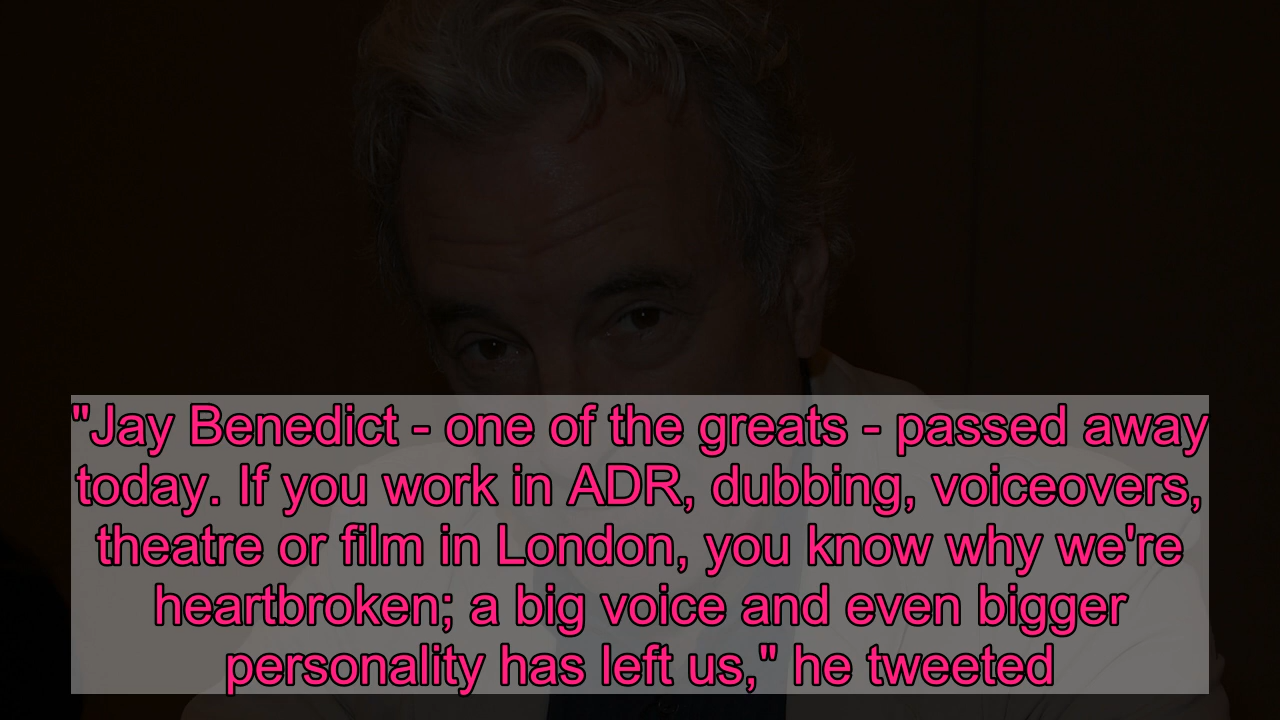 "Jay Benedict - one of the greats - passed away
today. If you work in ADR, dubbing, voiceovers,
theatre or film in London, you know why we're
heartbroken; a big voice and even bigger
personality has left us," he tweeted